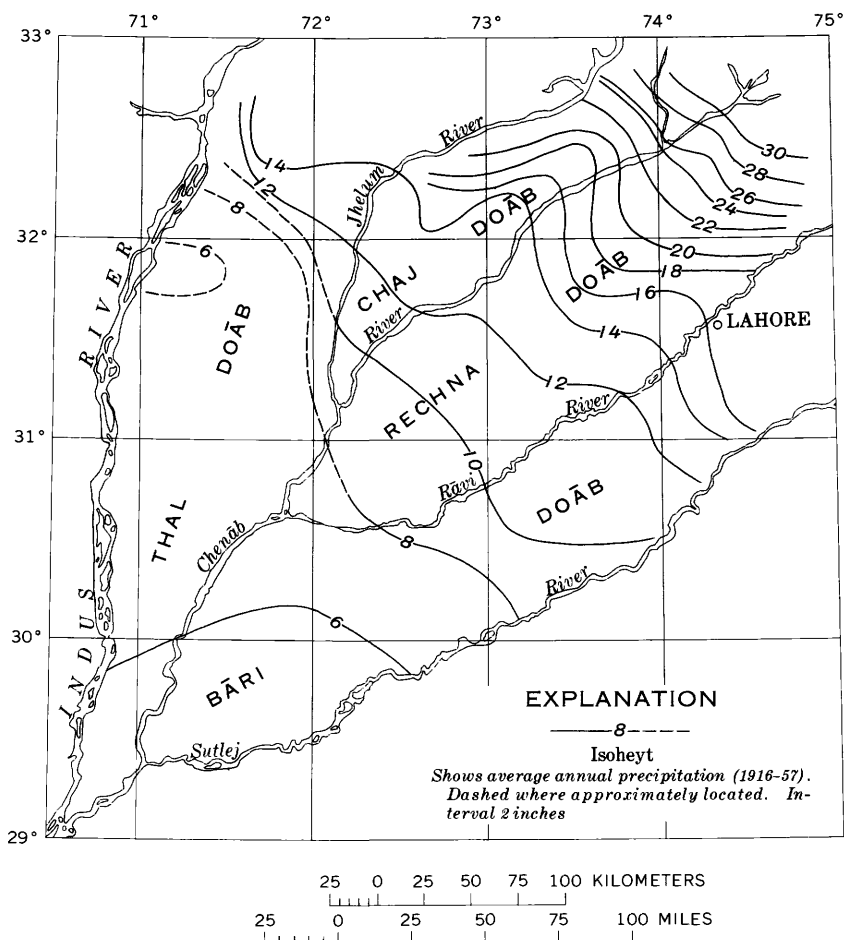 71° 72° 73° 74° 75°
33°
32°
31°
30°
29°
30
28
26
24
22
20
18
16
14
12
10
8
6
14
12
8
6
6
River
Jhelum
DOĀB
CHAJ
River
DOĀB
RECHNA
LAHORE
River
Rāvi
DOĀB
RIVER
INDUS
DOĀB
THAL
Chenāb
River
BĀRI
Sutlej
EXPLANATION
8
Isoheyt
Shows average annual precipitation (1916-57).
Dashed where approximately located. In-
terval 2 inches
25 0 25 50 75 100 KILOMETERS
25 0 25 50 75 100 MILES